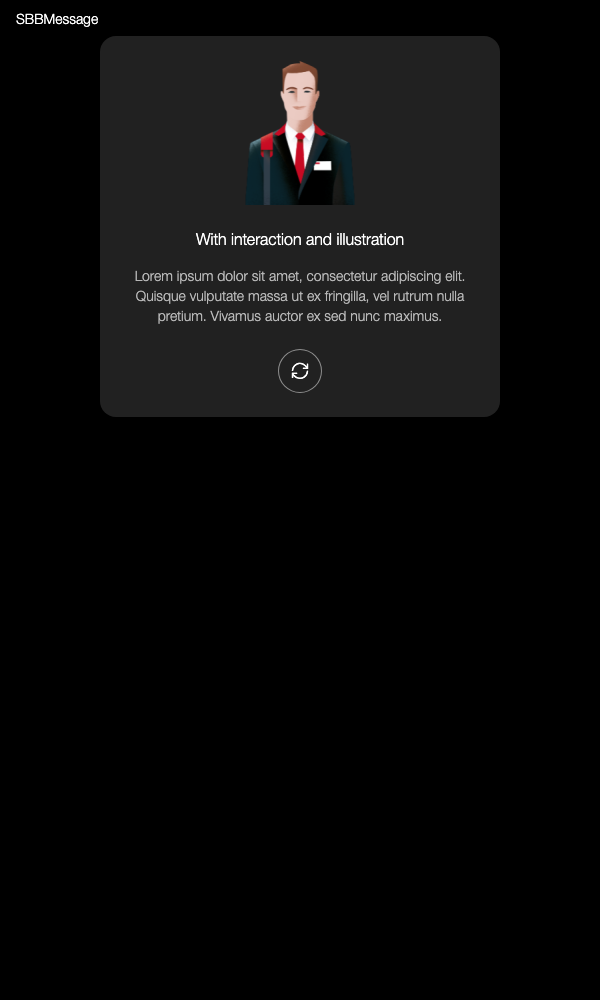 SBBMessage
With interaction and illustration
Lorem ipsum dolor sit amet, consectetur adipiscing elit.
Quisque vulputate massa ut ex fringilla, vel rutrum nulla
pretium. Vivamus auctor ex sed nunc maximus.